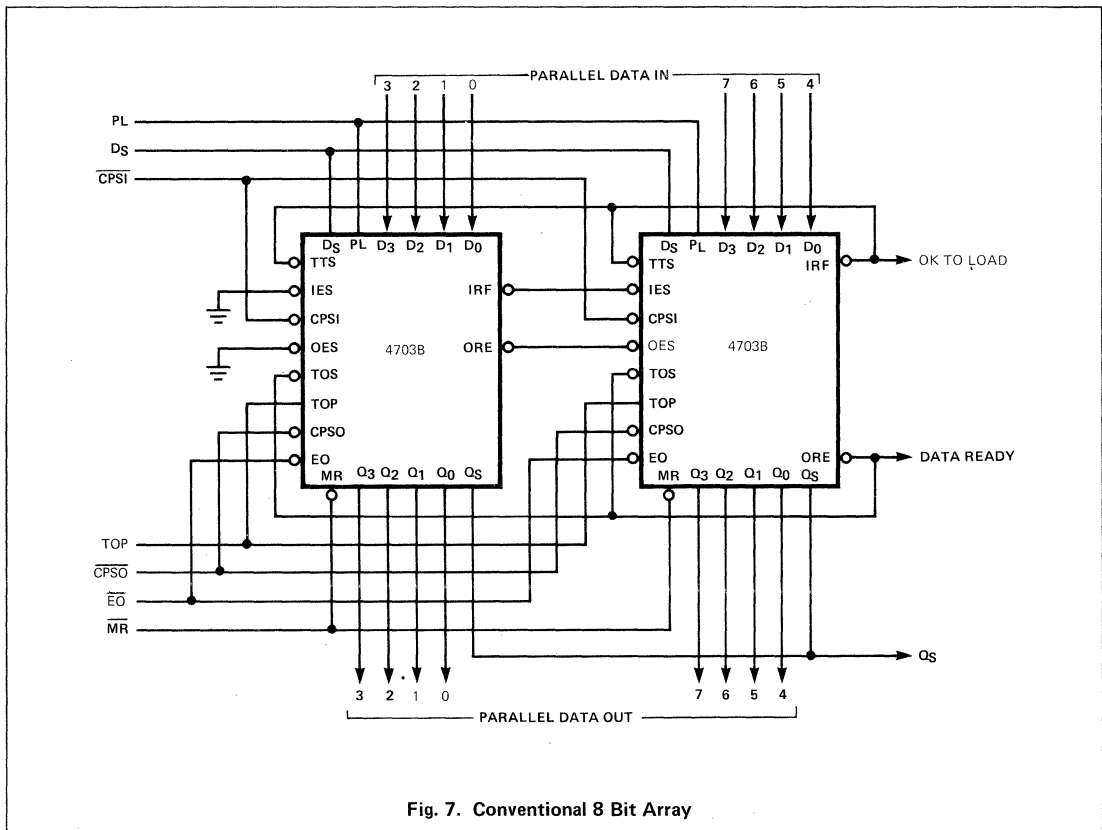 PARALLEL DATA IN
3 2 1 0 7 6 5 4
PL
DS
CPSI
DS PL D3 D2 D1 D0
DS PL D3 D2 D1 D0
TTS
TTS
IRF
OK TO LOAD
IES
IRF
IES
CPSI
CPSI
OES
4703B
ORE
OES
4703B
TOS
TOS
TOP
TOP
CPSO
CPSO
EO
EO
ORE
DATA READY
MR Q3 Q2 Q1 Q0 QS
MR Q3 Q2 Q1 Q0 QS
TOP
CPSO
EO
MR
QS
3 2 1 0 7 6 5 4
PARALLEL DATA OUT
Fig. 7. Conventional 8 Bit Array